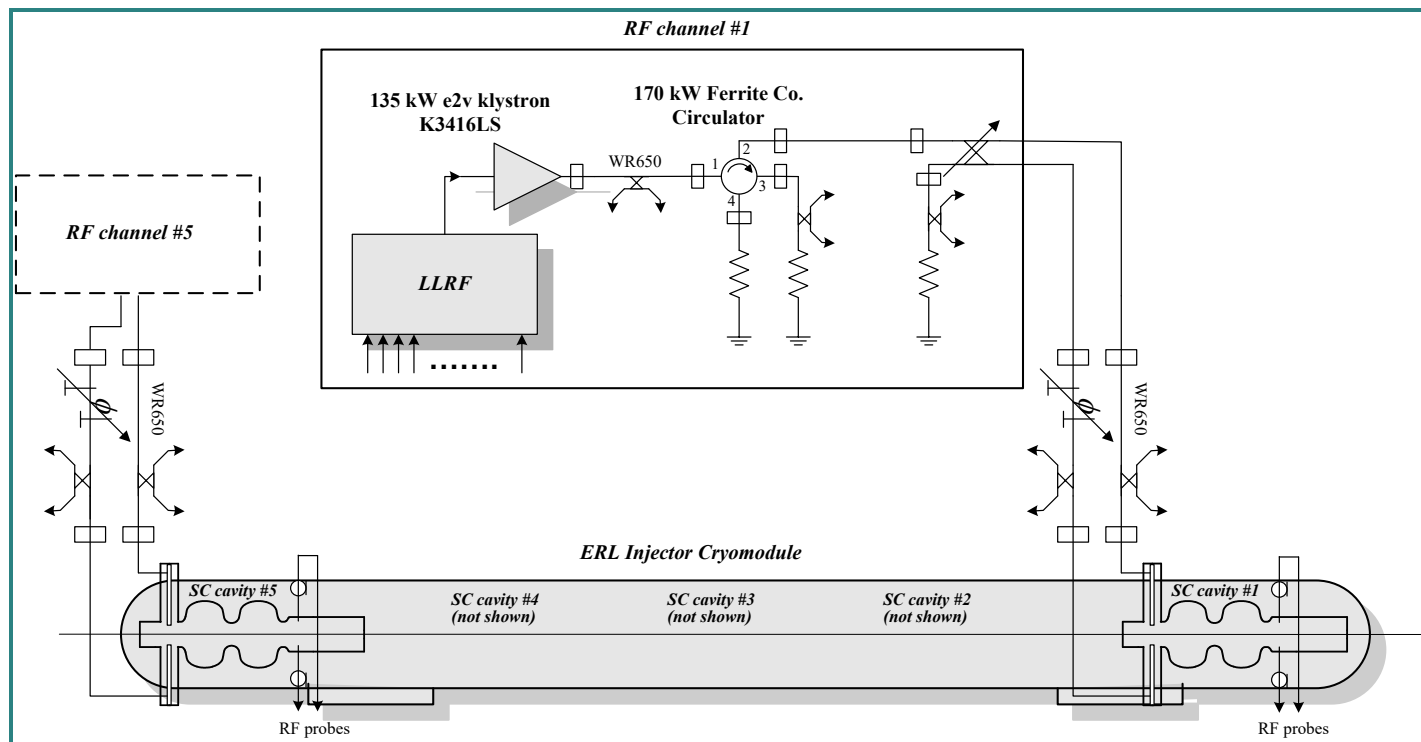 RF channel #1
135 kW e2v klystron
K3416LS
170 kW Ferrite Co.
Circulator
WR650
1
2
3
4
RF channel #5
LLRF
.......
φ
WR650
φ
WR650
ERL Injector Cryomodule
SC cavity #5
SC cavity #4
(not shown)
SC cavity #3
(not shown)
SC cavity #2
(not shown)
SC cavity #1
RF probes
RF probes